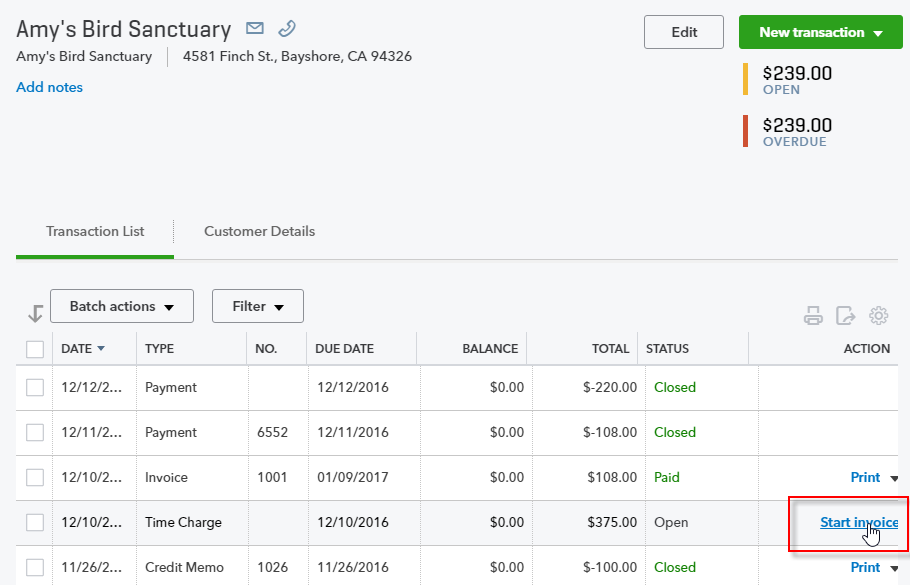 Amy's Bird Sanctuary
Edit
New transaction
Amy's Bird Sanctuary 4581 Finch St., Bayshore, CA 94326
Add notes
$239.00
OPEN
$239.00
OVERDUE
Transaction List Customer Details
Batch actions Filter
DATE TYPE NO. DUE DATE BALANCE TOTAL STATUS ACTION
12/12/2... Payment 12/12/2016 $0.00 $-220.00 Closed
12/11/2... Payment 6552 12/11/2016 $0.00 $-108.00 Closed
12/10/2... Invoice 1001 01/09/2017 $0.00 $108.00 Paid Print
12/10/2... Time Charge 12/10/2016 $0.00 $375.00 Open Start invoice
11/26/2... Credit Memo 1026 11/26/2016 $0.00 $-100.00 Closed Print